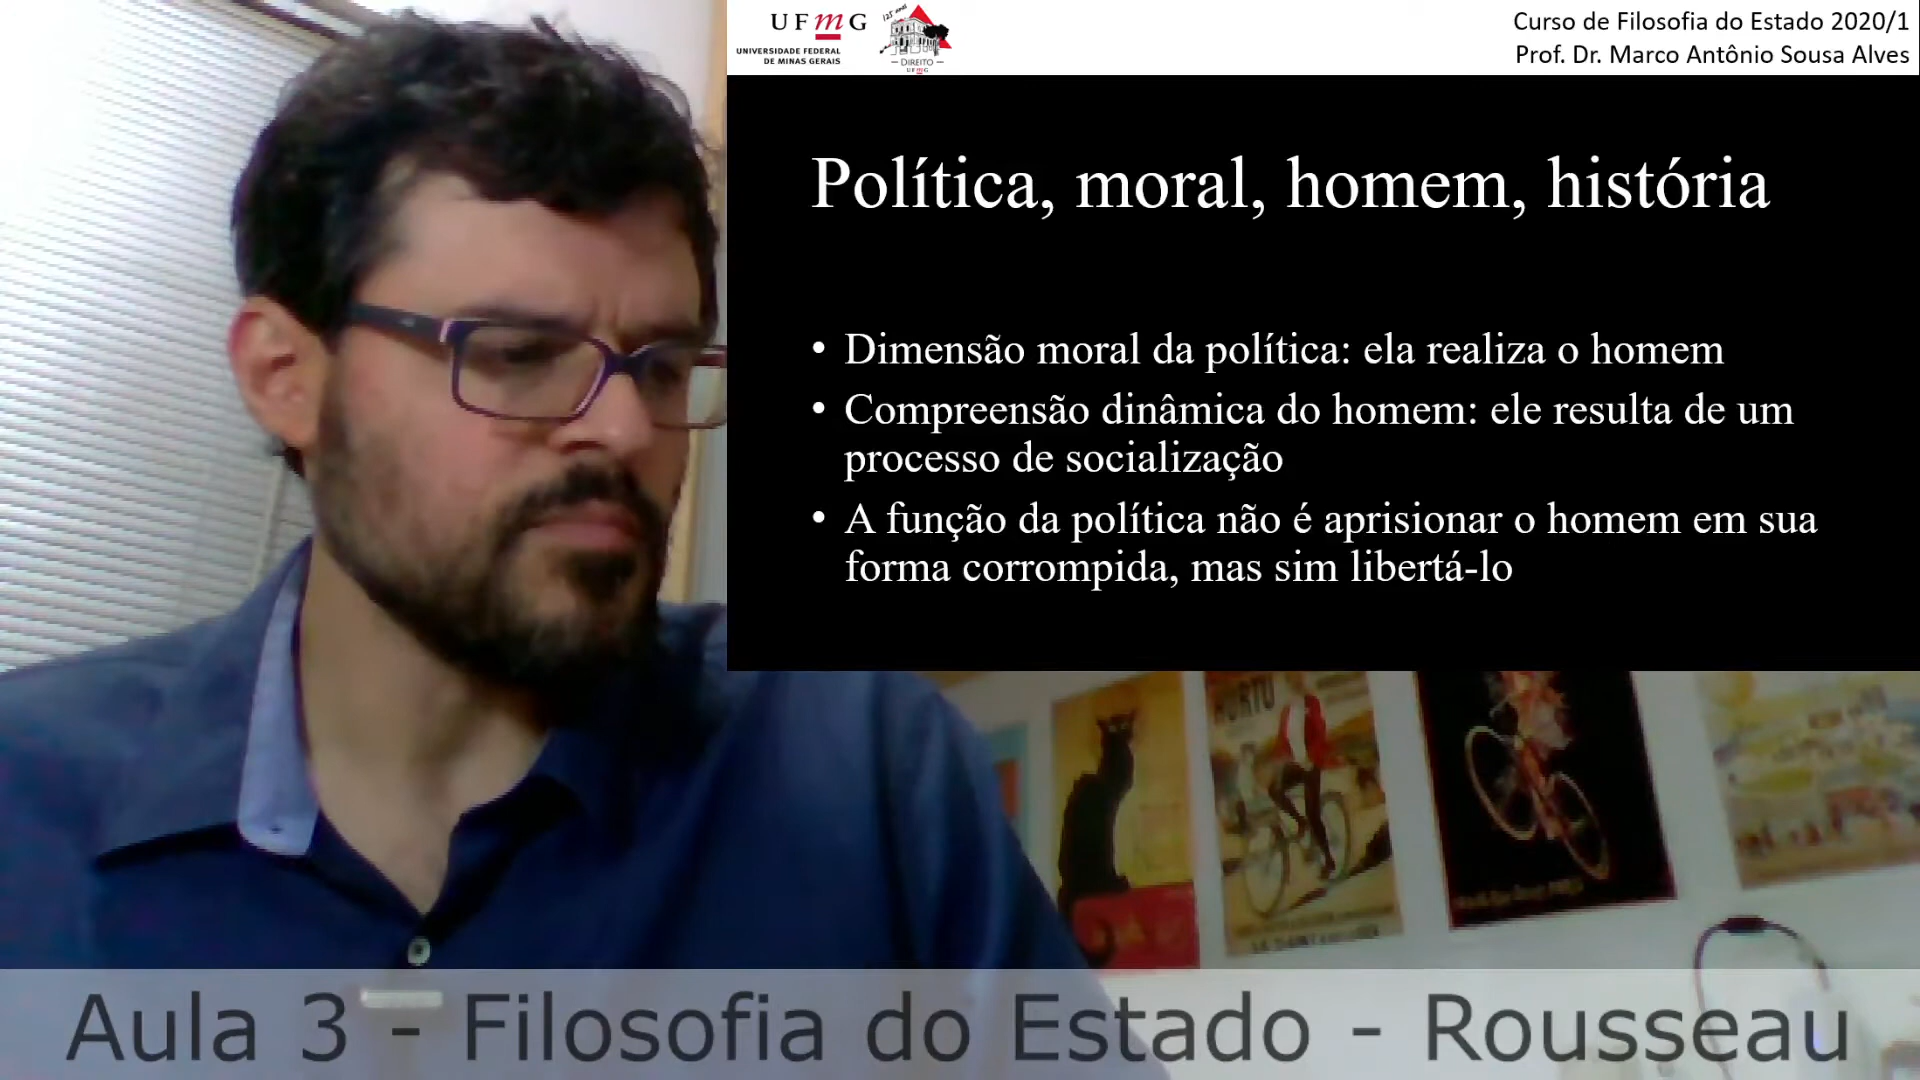 UFmG
UNIVERSIDADE FEDERAL
DE MINAS GERAIS
125 anos
DIREITO
UFMG
Curso de Filosofia do Estado 2020/1
Prof. Dr. Marco Antônio Sousa Alves
Política, moral, homem, história
• Dimensão moral da política: ela realiza o homem
• Compreensão dinâmica do homem: ele resulta de um
processo de socialização
• A função da política não é aprisionar o homem em sua
forma corrompida, mas sim libertá-lo
Aula 3 - Filosofia do Estado - Rousseau